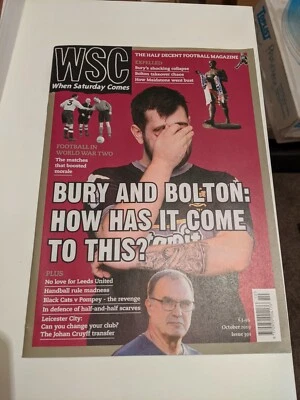 THE HALF DECENT FOOTBALL MAGAZINE
WSC
When Saturday Comes
EXPELLED
Bury's shocking collapse
Bolton takeover chaos
How Maidstone went bust
FOOTBALL IN
WORLD WAR TWO
The matches
that boosted
morale
BURY AND BOLTON:
HOW HAS IT COME
TO THIS?
PLUS
No love for Leeds United
Handball rule madness
Black Cats v Pompey - the revenge
In defence of half-and-half scarves
Leicester City:
Can you change your club?
The Johan Cruyff transfer
October 2019